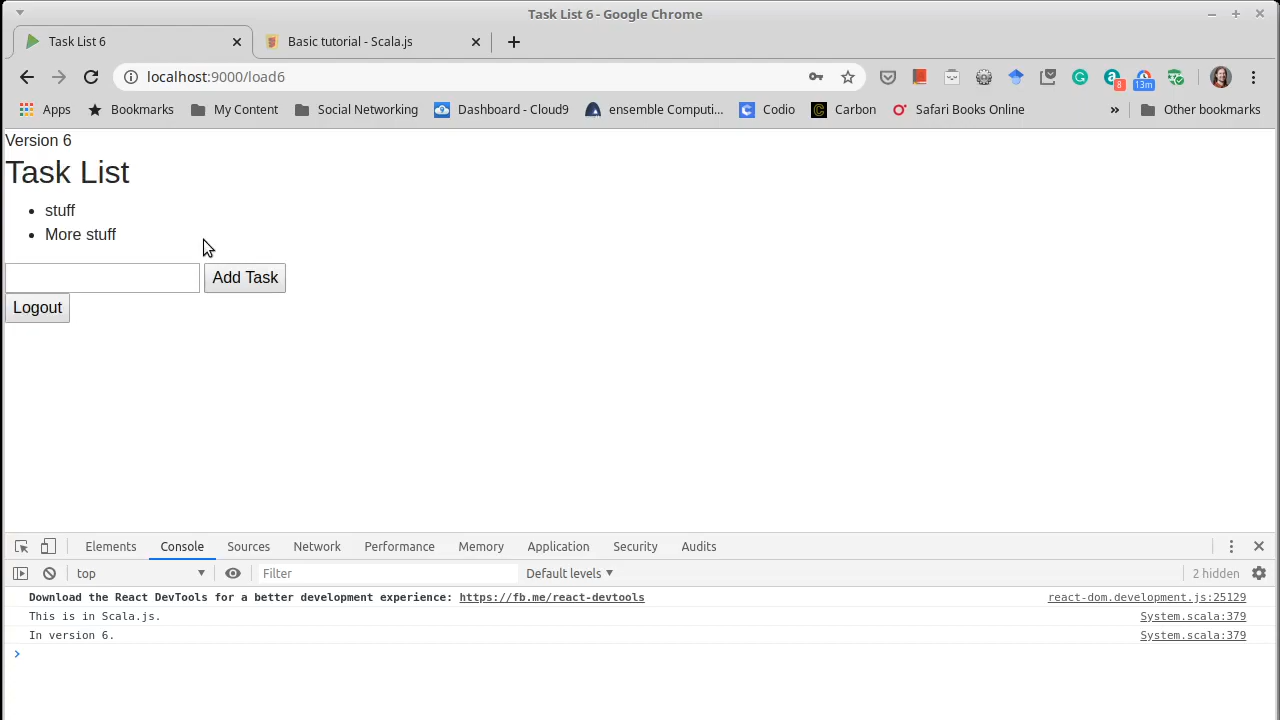 Task List 6 - Google Chrome
Task List 6
Basic tutorial - Scala.js
localhost:9000/load6
8
13m
Apps Bookmarks My Content Social Networking Dashboard - Cloud9 ensemble Computi... Codio Carbon Safari Books Online » Other bookmarks
Version 6
Task List
stuff
More stuff
Add Task
Logout
Elements Console Sources Network Performance Memory Application Security Audits
top Filter Default levels 2 hidden
Download the React DevTools for a better development experience: https://fb.me/react-devtools react-dom.development.js:25129
This is in Scala.js. System.scala:379
In version 6. System.scala:379